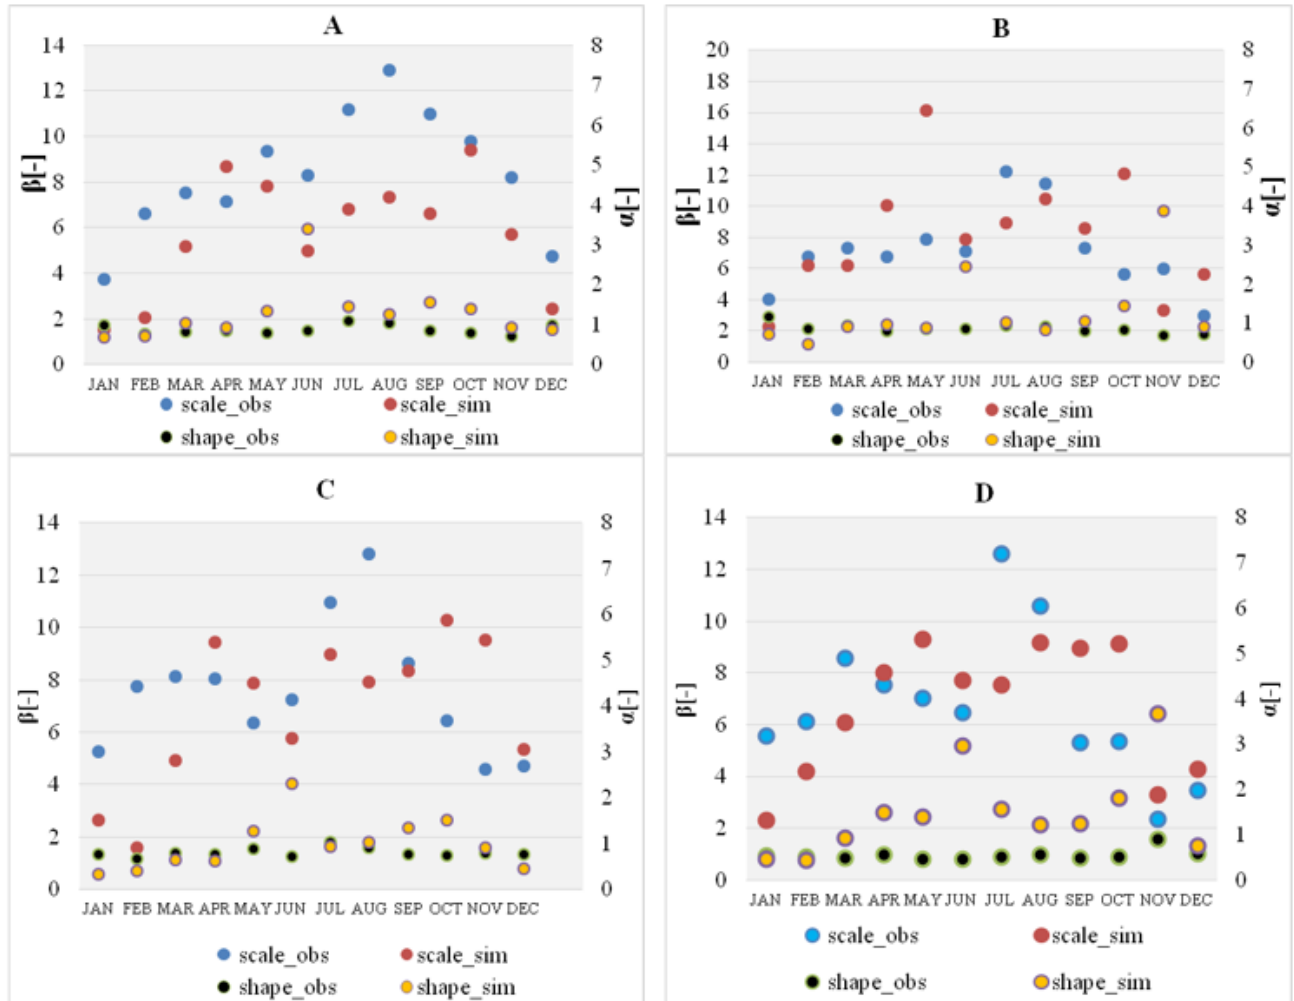 A
14
12
10
8
6
4
2
0
β[-]
8
7
6
5
4
3
2
1
0
α[-]
JAN FEB MAR APR MAY JUN JUL AUG SEP OCT NOV DEC
scale_obs scale_sim
shape_obs shape_sim
B
20
18
16
14
12
10
8
6
4
2
0
β[-]
8
7
6
5
4
3
2
1
0
α[-]
JAN FEB MAR APR MAY JUN JUL AUG SEP OCT NOV DEC
scale_obs scale_sim
shape_obs shape_sim
C
14
12
10
8
6
4
2
0
β[-]
8
7
6
5
4
3
2
1
0
α[-]
JAN FEB MAR APR MAY JUN JUL AUG SEP OCT NOV DEC
scale_obs scale_sim
shape_obs shape_sim
D
14
12
10
8
6
4
2
0
β[-]
8
7
6
5
4
3
2
1
0
α[-]
JAN FEB MAR APR MAY JUN JUL AUG SEP OCT NOV DEC
scale_obs scale_sim
shape_obs shape_sim